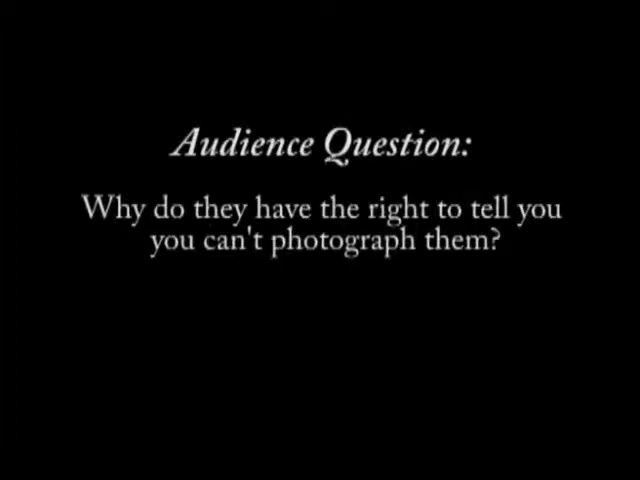 Audience Question:
Why do they have the right to tell you
you can't photograph them?